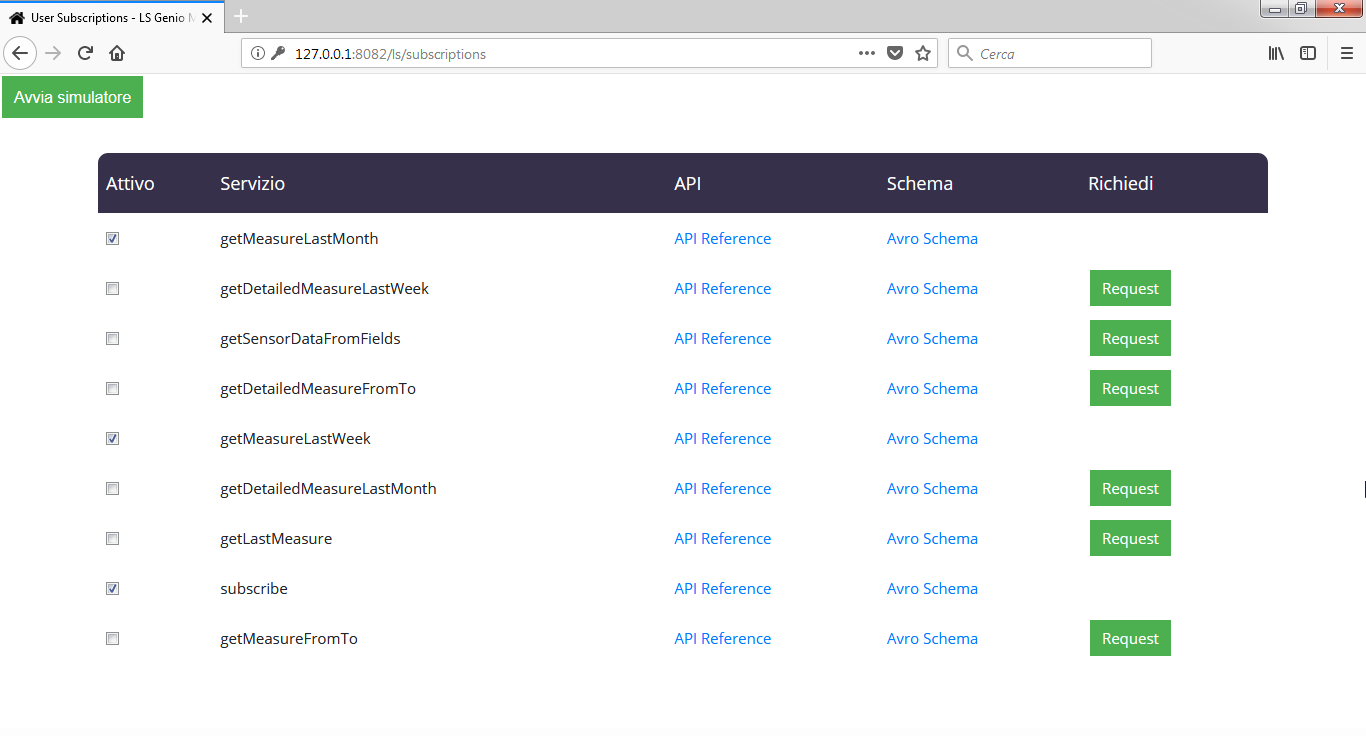 User Subscriptions - LS Genio
127.0.0.1:8082/ls/subscriptions
Cerca
Avvia simulatore
Attivo Servizio API Schema Richiedi
getMeasureLastMonth API Reference Avro Schema
getDetailedMeasureLastWeek API Reference Avro Schema Request
getSensorDataFromFields API Reference Avro Schema Request
getDetailedMeasureFromTo API Reference Avro Schema Request
getMeasureLastWeek API Reference Avro Schema
getDetailedMeasureLastMonth API Reference Avro Schema Request
getLastMeasure API Reference Avro Schema Request
subscribe API Reference Avro Schema
getMeasureFromTo API Reference Avro Schema Request